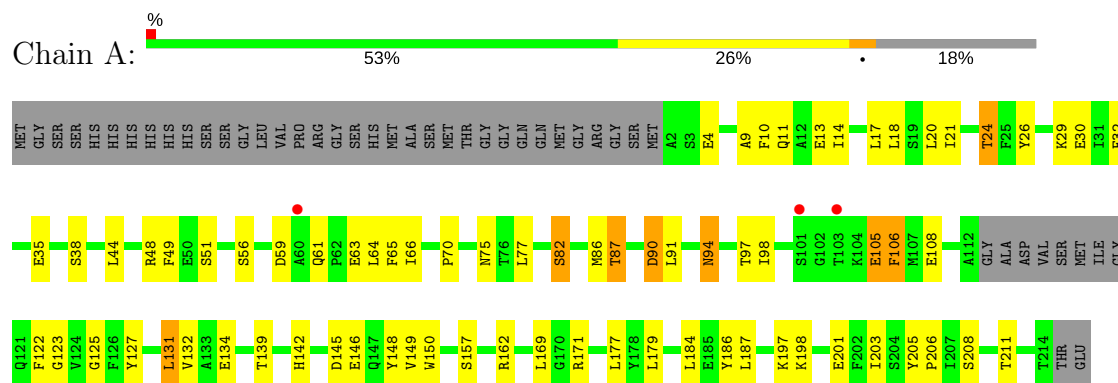 %
Chain A:
53% 26% • 18%
MET GLY SER SER HIS HIS HIS HIS HIS HIS SER SER GLY LEU VAL PRO ARG GLY SER HIS MET ALA SER MET THR GLY GLY GLN GLN MET GLY ARG GLY SER MET A2 S3 E4 A9 F10 Q11 A12 E13 I14 L17 L18 S19 L20 I21 T24 F25 Y26 K29 E30 I31 E32
E35 S38 L44 R48 F49 E50 S51 S56 D59 A60 Q61 P62 E63 L64 F65 I66 P70 N75 T76 L77 S82 M86 T87 D90 L91 N94 T97 I98 S101 G102 T103 K104 E105 F106 M107 E108 A112 GLY ALA ASP VAL SER MET ILE GLY
Q121 F122 G123 V124 G125 F126 Y127 L131 V132 A133 E134 T139 H142 D145 E146 Q147 Y148 V149 W150 S157 R162 L169 G170 R171 L177 Y178 L179 L184 E185 Y186 L187 K197 K198 E201 F202 I203 S204 Y205 P206 I207 S208 T211 T214 THR GLU